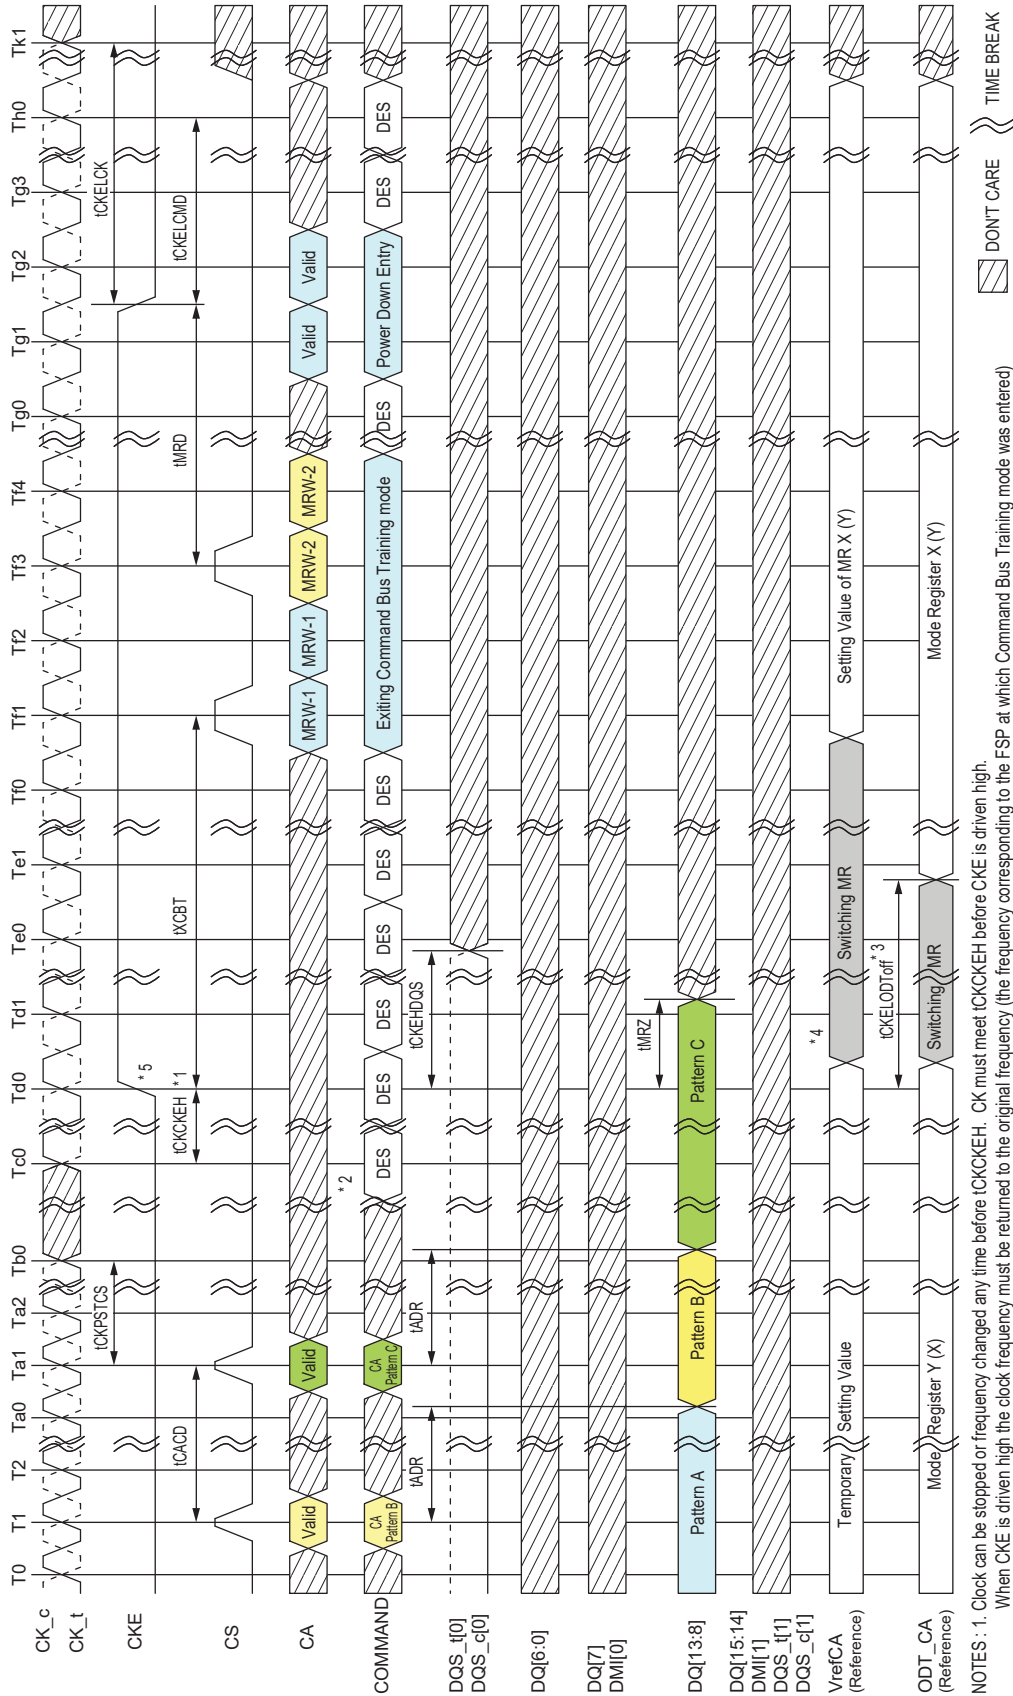 T0 T1 T2 Ta0 Ta1 Ta2 Tb0 Tc0 Td0 Td1 Te0 Te1 Tf0 Tf1 Tf2 Tf3 Tf4 Tg0 Tg1 Tg2 Tg3 Th0 Tk1
CK_c
CK_t
tCKPSTCS
tCKELCK
CKE
* 5
tCACD
tCKCKEH
* 1
tXCBT
tMRD
tCKELCMD
CS
CA
Valid Valid MRW-1 MRW-1 MRW-2 MRW-2 Valid Valid
* 2
COMMAND
CA
Pattern B
CA
Pattern C
DES DES DES DES DES DES Exiting Command Bus Training mode DES Power Down Entry DES DES
tADR tADR tCKEHDQS
DQS_t[0]
DQS_c[0]
DQ[6:0]
DQ[7]
DMI[0]
tMRZ
DQ[13:8]
Pattern A Pattern B Pattern C
DQ[15:14]
DMI[1]
DQS_t[1]
DQS_c[1]
* 4
VrefCA
(Reference)
Temporary Setting Value Switching MR Setting Value of MR X (Y)
tCKELODToff
* 3
ODT_CA
(Reference)
Mode Register Y (X) Switching MR Mode Register X (Y)
DON'T CARE TIME BREAK
NOTES : 1. Clock can be stopped or frequency changed any time before tCKCKEH. CK must meet tCKCKEH before CKE is driven high.
When CKE is driven high the clock frequency must be returned to the original frequency (the frequency corresponding to the FSP at which Command Bus Training mode was entered)